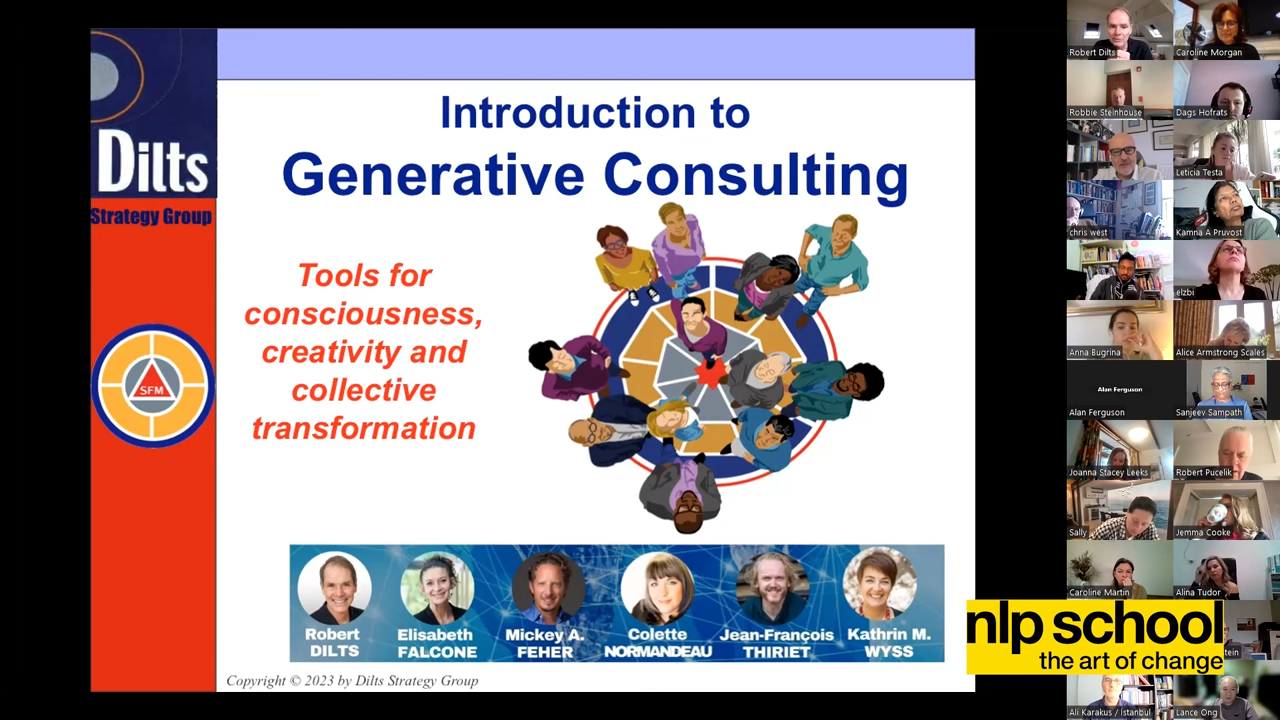 Dilts
Strategy Group
SFM
Introduction to
Generative Consulting
Tools for
consciousness,
creativity and
collective
transformation
Robert
DILTS
Elisabeth
FALCONE
Mickey A.
FEHER
Colette
NORMANDEAU
Jean-François
THIRIET
Kathrin M.
WYSS
Copyright © 2023 by Dilts Strategy Group
Robert Dilts
Caroline Morgan
Robbie Steinhouse
Dags Hofrats
Leticia Testa
chris west
Kamna A Pruvost
elzbi
Anna Bugrina
Alice Armstrong Scales
Alan Ferguson
Alan Ferguson
Sanjeev Sampath
Joanna Stacey Leeks
Robert Pucelik
Sally
Jemma Cooke
Caroline Martin
Alina Tudor
nlp school
the art of change
Ali Karakus / İstanbul
Lance Ong